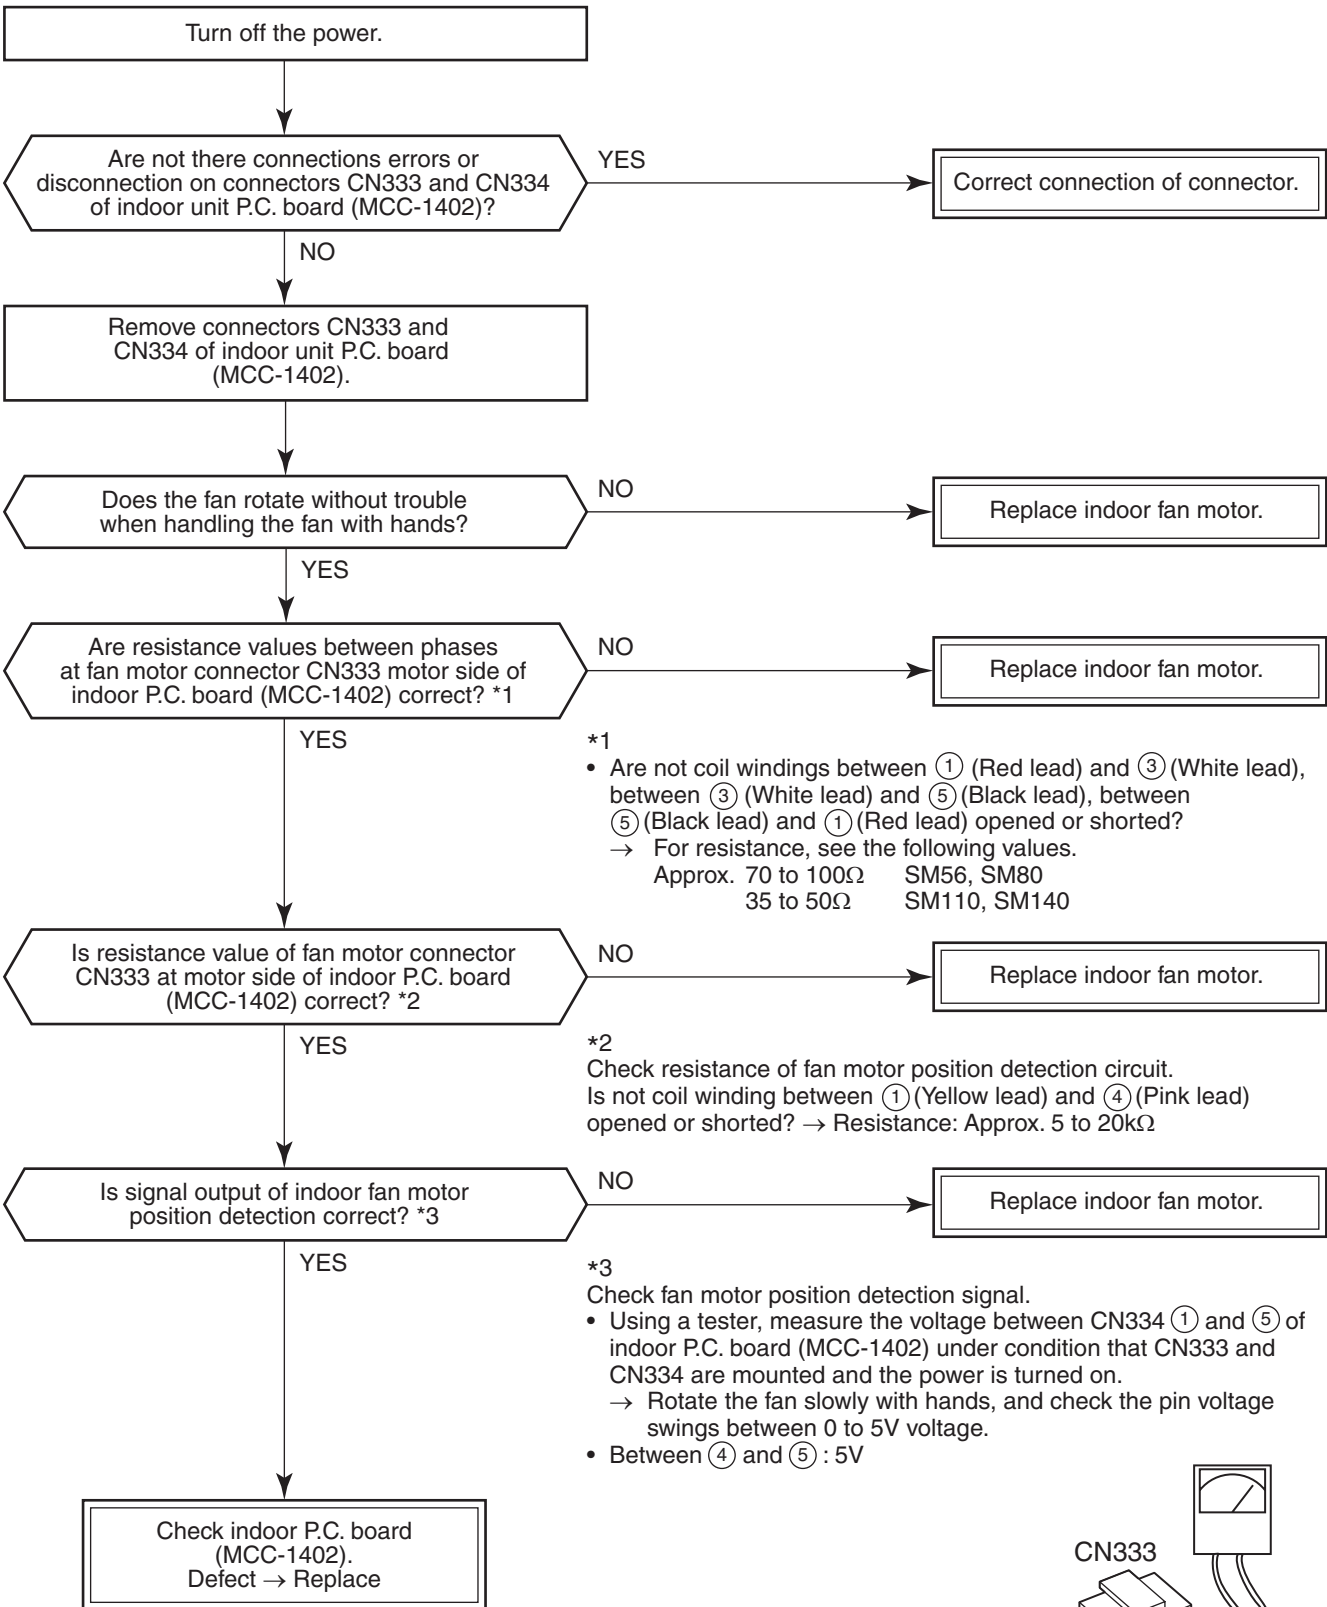 Turn off the power.
Are not there connections errors or
disconnection on connectors CN333 and CN334
of indoor unit P.C. board (MCC-1402)?
YES
Correct connection of connector.
NO
Remove connectors CN333 and
CN334 of indoor unit P.C. board
(MCC-1402).
Does the fan rotate without trouble
when handling the fan with hands?
NO
Replace indoor fan motor.
YES
Are resistance values between phases
at fan motor connector CN333 motor side of
indoor P.C. board (MCC-1402) correct? *1
NO
Replace indoor fan motor.
YES
*1
• Are not coil windings between ① (Red lead) and ③ (White lead),
between ③ (White lead) and ⑤ (Black lead), between
⑤ (Black lead) and ① (Red lead) opened or shorted?
→ For resistance, see the following values.
Approx. 70 to 100Ω SM56, SM80
35 to 50Ω SM110, SM140
Is resistance value of fan motor connector
CN333 at motor side of indoor P.C. board
(MCC-1402) correct? *2
NO
Replace indoor fan motor.
YES
*2
Check resistance of fan motor position detection circuit.
Is not coil winding between ① (Yellow lead) and ④ (Pink lead)
opened or shorted? → Resistance: Approx. 5 to 20kΩ
Is signal output of indoor fan motor
position detection correct? *3
NO
Replace indoor fan motor.
YES
*3
Check fan motor position detection signal.
• Using a tester, measure the voltage between CN334 ① and ⑤ of
indoor P.C. board (MCC-1402) under condition that CN333 and
CN334 are mounted and the power is turned on.
→ Rotate the fan slowly with hands, and check the pin voltage
swings between 0 to 5V voltage.
• Between ④ and ⑤ : 5V
Check indoor P.C. board
(MCC-1402).
Defect → Replace
CN333